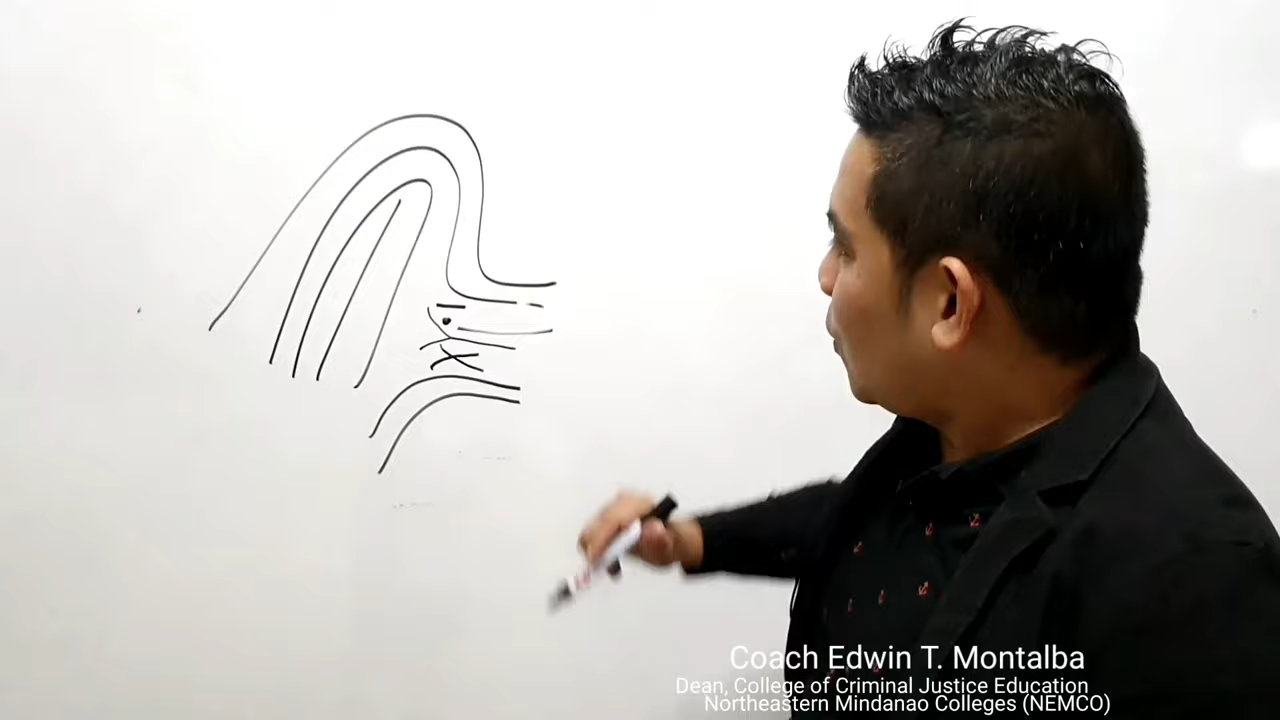 Coach Edwin T. Montalba
Dean, College of Criminal Justice Education
Northeastern Mindanao Colleges (NEMCO)